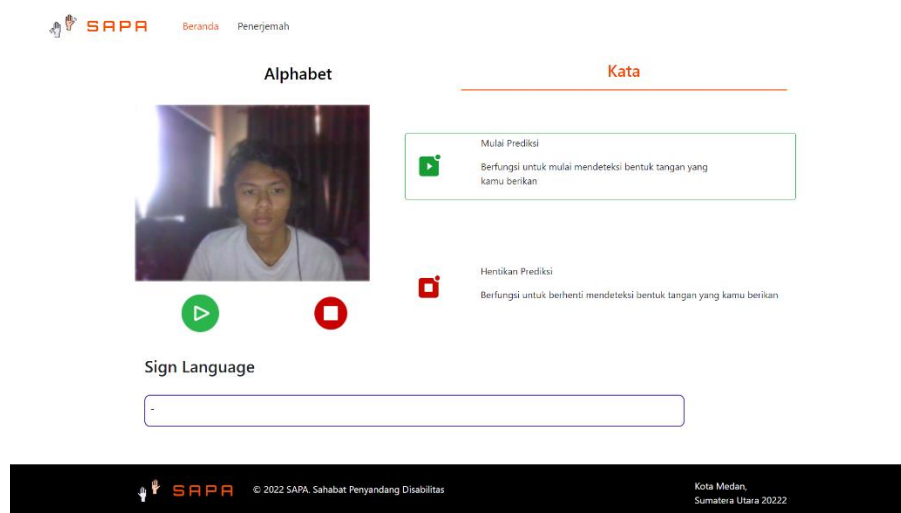 SAPA
Beranda
Penerjemah
Alphabet
Kata
Mulai Prediksi
Berfungsi untuk mulai mendeteksi bentuk tangan yang
kamu berikan
Hentikan Prediksi
Berfungsi untuk berhenti mendeteksi bentuk tangan yang kamu berikan
Sign Language
-
SAPA
© 2022 SAPA. Sahabat Penyandang Disabilitas
Kota Medan,
Sumatera Utara 20222